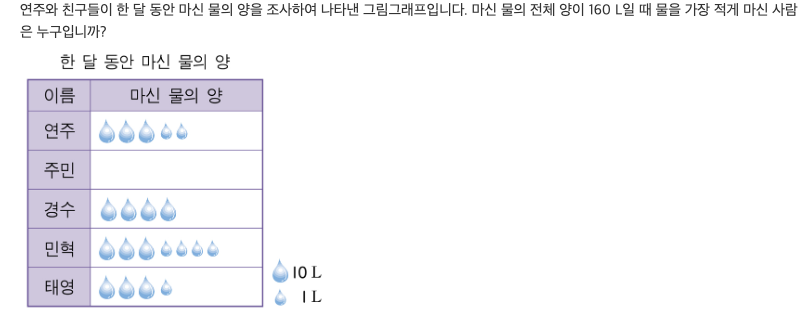 연주와 친구들이 한 달 동안 마신 물의 양을 조사하여 나타낸 그림그래프입니다. 마신 물의 전체 양이 160 L일 때 물을 가장 적게 마신 사람
은 누구입니까?
한 달 동안 마신 물의 양
이름 마신 물의 양
연주
주민
경수
민혁
태영
10 L
1 L